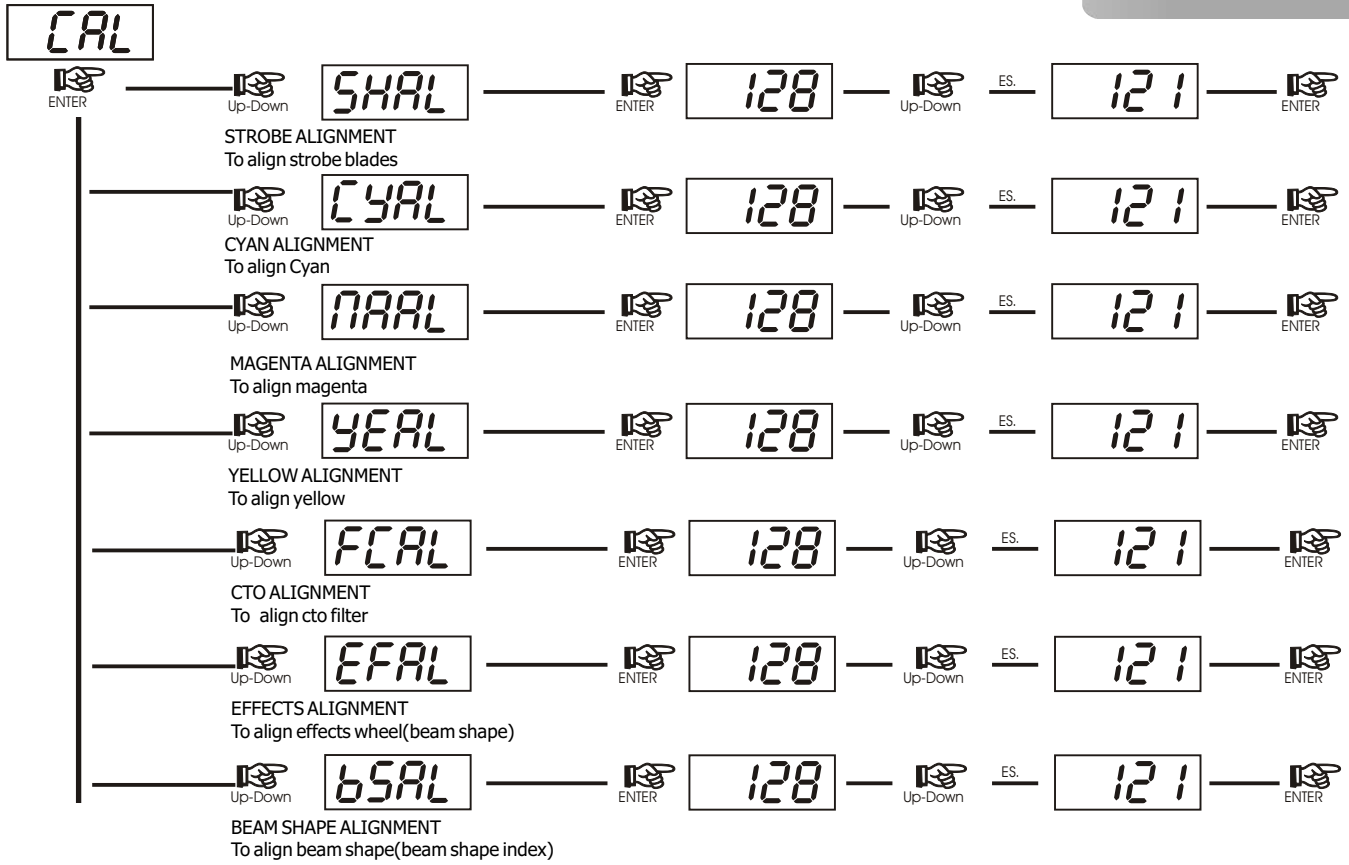 CAL
ENTER
Up-Down SHAL ENTER 128 Up-Down ES. 121 ENTER
STROBE ALIGNMENT
To align strobe blades
Up-Down CYAL ENTER 128 Up-Down ES. 121 ENTER
CYAN ALIGNMENT
To align Cyan
Up-Down MAAL ENTER 128 Up-Down ES. 121 ENTER
MAGENTA ALIGNMENT
To align magenta
Up-Down YEAL ENTER 128 Up-Down ES. 121 ENTER
YELLOW ALIGNMENT
To align yellow
Up-Down FCAL ENTER 128 Up-Down ES. 121 ENTER
CTO ALIGNMENT
To align cto filter
Up-Down EFAL ENTER 128 Up-Down ES. 121 ENTER
EFFECTS ALIGNMENT
To align effects wheel(beam shape)
Up-Down bSAL ENTER 128 Up-Down ES. 121 ENTER
BEAM SHAPE ALIGNMENT
To align beam shape(beam shape index)